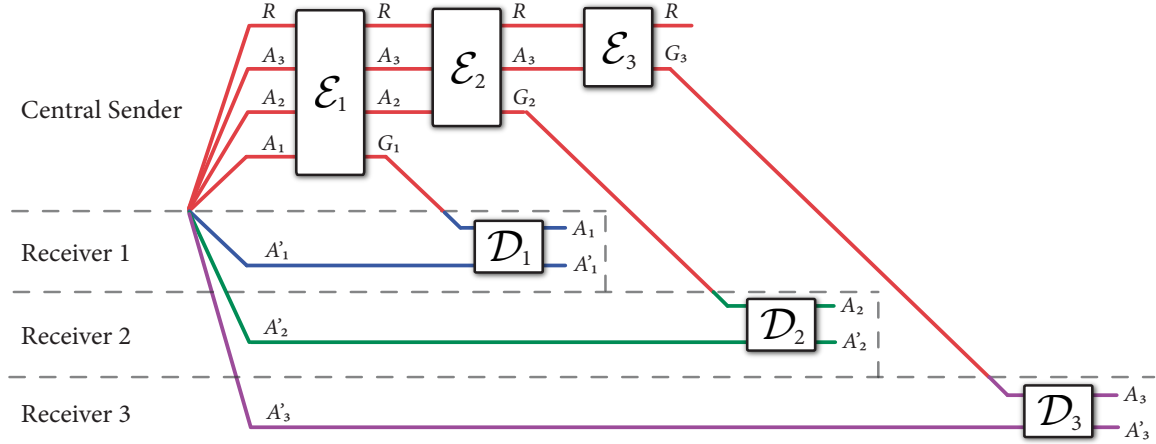 R R R R
A₃ A₃ A₃ G₃
ℰ₁ ℰ₂ ℰ₃
Central Sender A₂ A₂ G₂
A₁ G₁
Receiver 1 A'₁ 𝒟₁ A₁ A'₁
Receiver 2 A'₂ 𝒟₂ A₂ A'₂
Receiver 3 A'₃ 𝒟₃ A₃ A'₃